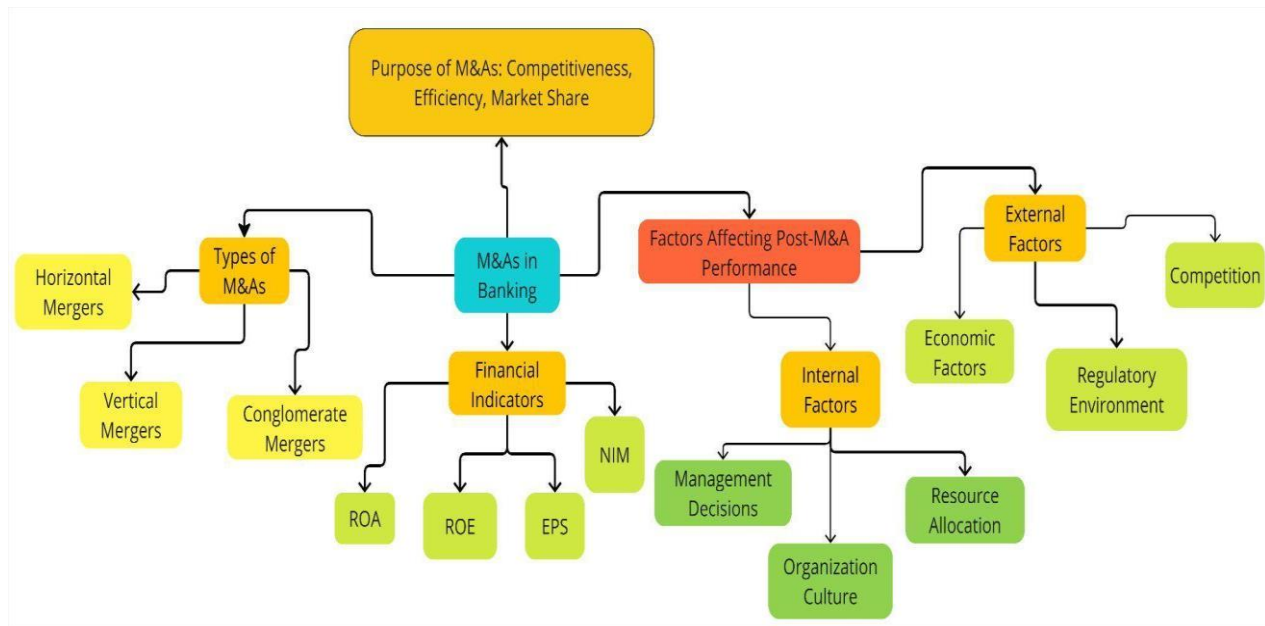 Purpose of M&As: Competitiveness,
Efficiency, Market Share
Types of
M&As
Horizontal
Mergers
Vertical
Mergers
Conglomerate
Mergers
M&As in
Banking
Financial
Indicators
ROA
ROE
EPS
NIM
Factors Affecting Post-M&A
Performance
Internal
Factors
Management
Decisions
Organization
Culture
Resource
Allocation
External
Factors
Economic
Factors
Regulatory
Environment
Competition